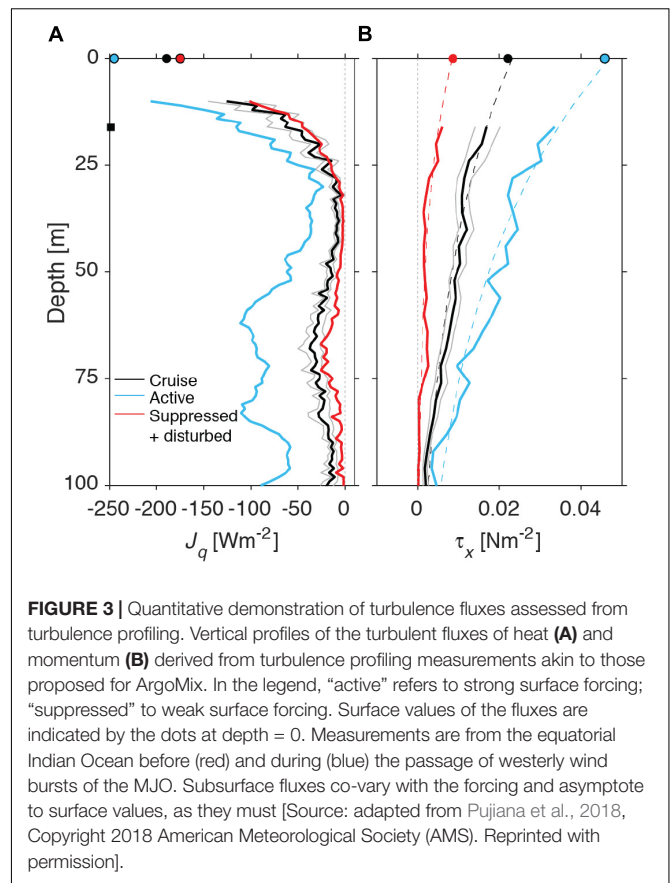 A
B
0
25
50
75
100
Depth [m]
Cruise
Active
Suppressed
+ disturbed
-250 -200 -150 -100 -50 0
J_q [Wm-2]
0 0.02 0.04
τ_x [Nm-2]
FIGURE 3 | Quantitative demonstration of turbulence fluxes assessed from
turbulence profiling. Vertical profiles of the turbulent fluxes of heat (A) and
momentum (B) derived from turbulence profiling measurements akin to those
proposed for ArgoMix. In the legend, “active” refers to strong surface forcing;
“suppressed” to weak surface forcing. Surface values of the fluxes are
indicated by the dots at depth = 0. Measurements are from the equatorial
Indian Ocean before (red) and during (blue) the passage of westerly wind
bursts of the MJO. Subsurface fluxes co-vary with the forcing and asymptote
to surface values, as they must [Source: adapted from Pujiana et al., 2018,
Copyright 2018 American Meteorological Society (AMS). Reprinted with
permission].